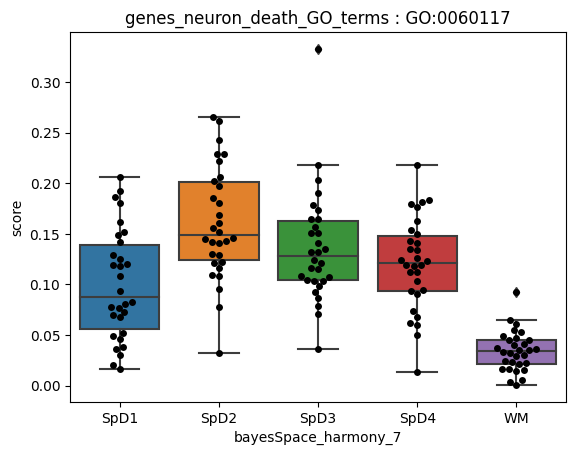 genes_neuron_death_GO_terms : GO:0060117
0.30
0.25
0.20
0.15
0.10
0.05
0.00
score
SpD1 SpD2 SpD3 SpD4 WM
bayesSpace_harmony_7